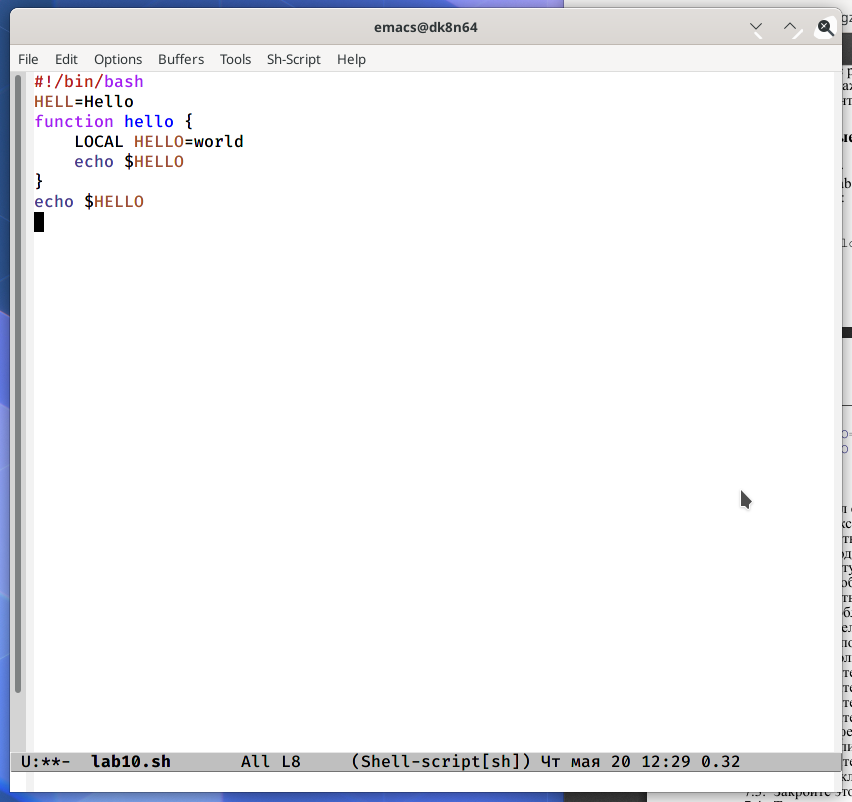 emacs@dk8n64
File Edit Options Buffers Tools Sh-Script Help
#!/bin/bash
HELL=Hello
function hello {
    LOCAL HELLO=world
    echo $HELLO
}
echo $HELLO
U:**- lab10.sh All L8 (Shell-script[sh]) Чт мая 20 12:29 0.32